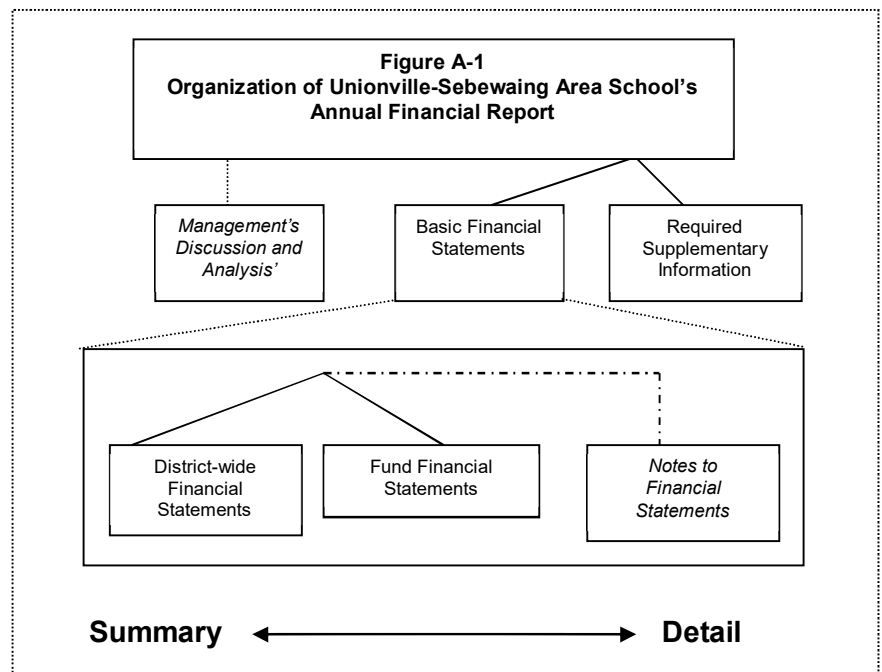 Figure A-1
Organization of Unionville-Sebewaing Area School's
Annual Financial Report
Management's
Discussion and
Analysis'
Basic Financial
Statements
Required
Supplementary
Information
District-wide
Financial
Statements
Fund Financial
Statements
Notes to
Financial
Statements
Summary
Detail